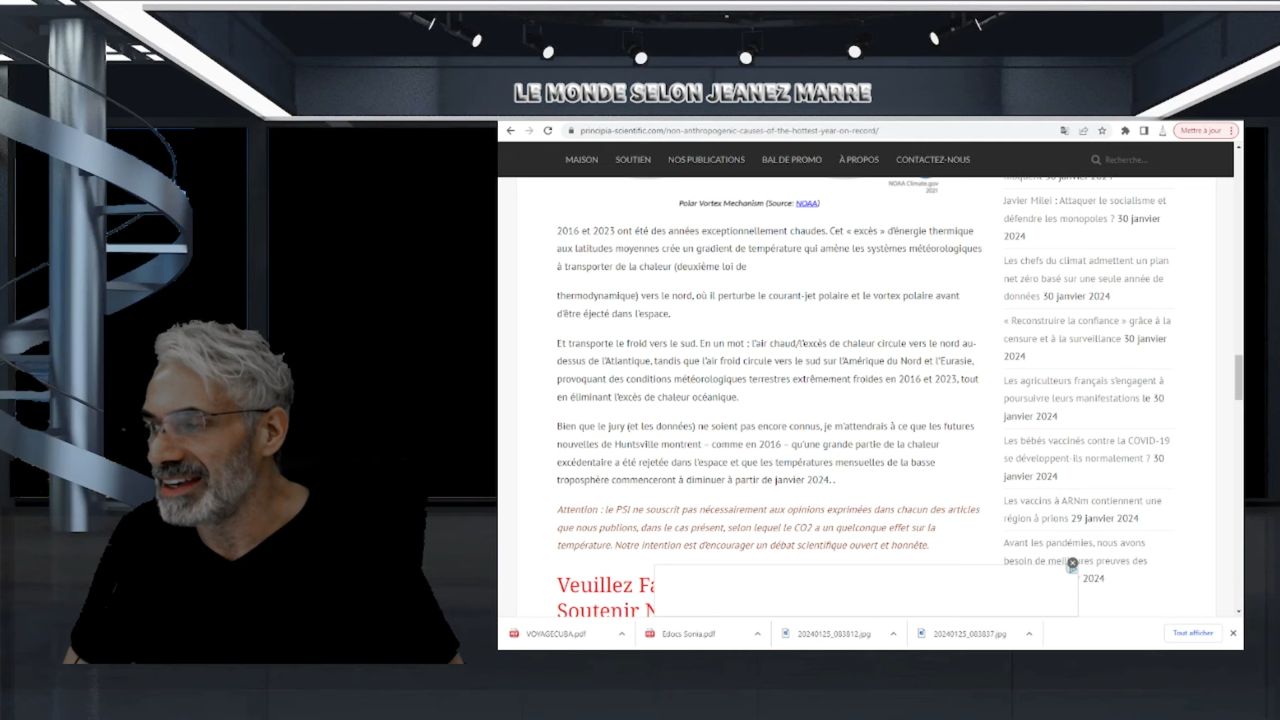 LE MONDE SELON JEANEZ MARRE
principia-scientific.com/non-anthropogenic-causes-of-the-hottest-year-on-record/
Mettre à jour
MAISON SOUTIEN NOS PUBLICATIONS BAL DE PROMO À PROPOS CONTACTEZ-NOUS Recherche...
NOAA Climate.gov
2021
Polar Vortex Mechanism (Source: NOAA)
2016 et 2023 ont été des années exceptionnellement chaudes. Cet « excès » d'énergie thermique
aux latitudes moyennes crée un gradient de température qui amène les systèmes météorologiques
à transporter de la chaleur (deuxième loi de
thermodynamique) vers le nord, où il perturbe le courant-jet polaire et le vortex polaire avant
d'être éjecté dans l'espace.
Et transporte le froid vers le sud. En un mot : l'air chaud/l'excès de chaleur circule vers le nord au-
dessus de l'Atlantique, tandis que l'air froid circule vers le sud sur l'Amérique du Nord et l'Eurasie,
provoquant des conditions météorologiques terrestres extrêmement froides en 2016 et 2023, tout
en éliminant l'excès de chaleur océanique.
Bien que le jury (et les données) ne soient pas encore connus, je m'attendrais à ce que les futures
nouvelles de Huntsville montrent – comme en 2016 – qu'une grande partie de la chaleur
excédentaire a été rejetée dans l'espace et que les températures mensuelles de la basse
troposphère commenceront à diminuer à partir de janvier 2024. .
Attention : le PSI ne souscrit pas nécessairement aux opinions exprimées dans chacun des articles
que nous publions, dans le cas présent, selon lequel le CO2 a un quelconque effet sur la
température. Notre intention est d'encourager un débat scientifique ouvert et honnête.
Veuillez Fa
Soutenir N
30 janvier 2024
Javier Milei : Attaquer le socialisme et
défendre les monopoles ? 30 janvier
2024
Les chefs du climat admettent un plan
net zéro basé sur une seule année de
données 30 janvier 2024
« Reconstruire la confiance » grâce à la
censure et à la surveillance 30 janvier
2024
Les agriculteurs français s'engagent à
poursuivre leurs manifestations le 30
janvier 2024
Les bébés vaccinés contre la COVID-19
se développent-ils normalement ? 30
janvier 2024
Les vaccins à ARNm contiennent une
région à prions 29 janvier 2024
Avant les pandémies, nous avons
besoin de meilleures preuves des
2024
VOYAGECUBA.pdf Edocs Sonia.pdf 20240125_083812.jpg 20240125_083837.jpg Tout afficher